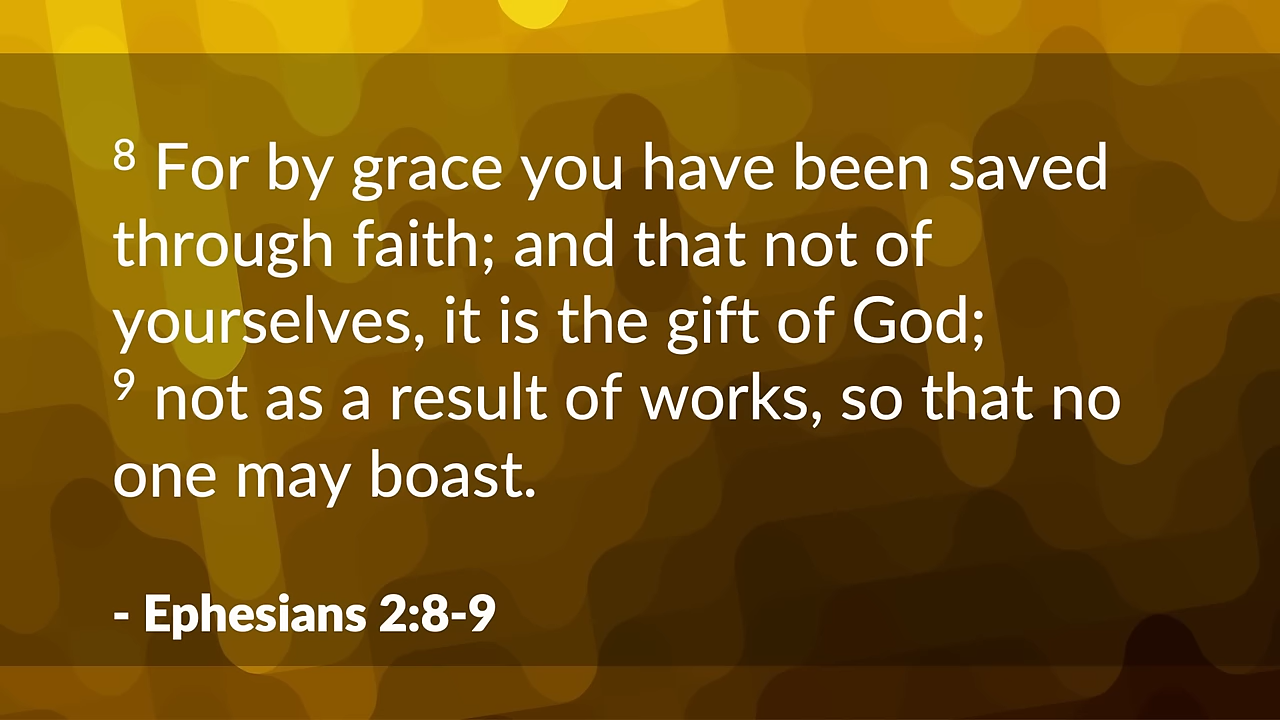 ⁸ For by grace you have been saved
through faith; and that not of
yourselves, it is the gift of God;
⁹ not as a result of works, so that no
one may boast.
- Ephesians 2:8-9